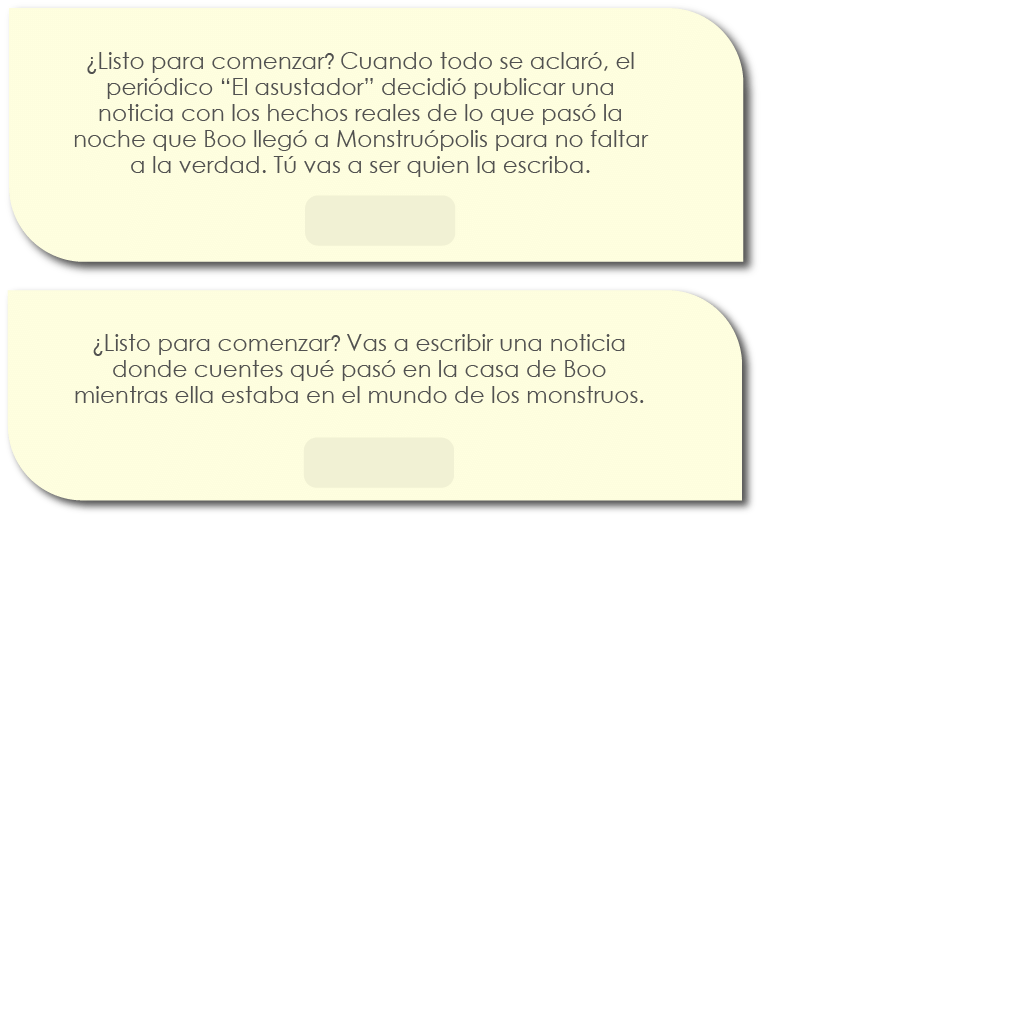 ¿Listo para comenzar? Cuando todo se aclaró, el
periódico “El asustador” decidió publicar una
noticia con los hechos reales de lo que pasó la
noche que Boo llegó a Monstruópolis para no faltar
a la verdad. Tú vas a ser quien la escriba.
¿Listo para comenzar? Vas a escribir una noticia
donde cuentes qué pasó en la casa de Boo
mientras ella estaba en el mundo de los monstruos.